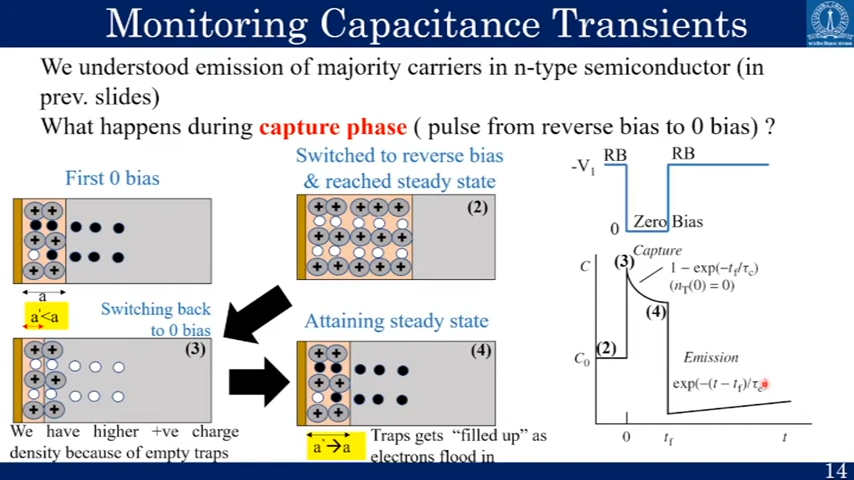 Monitoring Capacitance Transients
We understood emission of majority carriers in n-type semiconductor (in
prev. slides)
What happens during capture phase ( pulse from reverse bias to 0 bias) ?
First 0 bias
a
a'<a
Switched to reverse bias
& reached steady state
(2)
Switching back
to 0 bias
(3)
We have higher +ve charge
density because of empty traps
Attaining steady state
(4)
a'→a
Traps gets “filled up” as
electrons flood in
RB
RB
-V1
0
Zero Bias
C
(3)
Capture
1 − exp(−tf/τc)
(nT(0) = 0)
(4)
C0
(2)
Emission
exp(−(t − tf)/τe)
0
tf
t
14